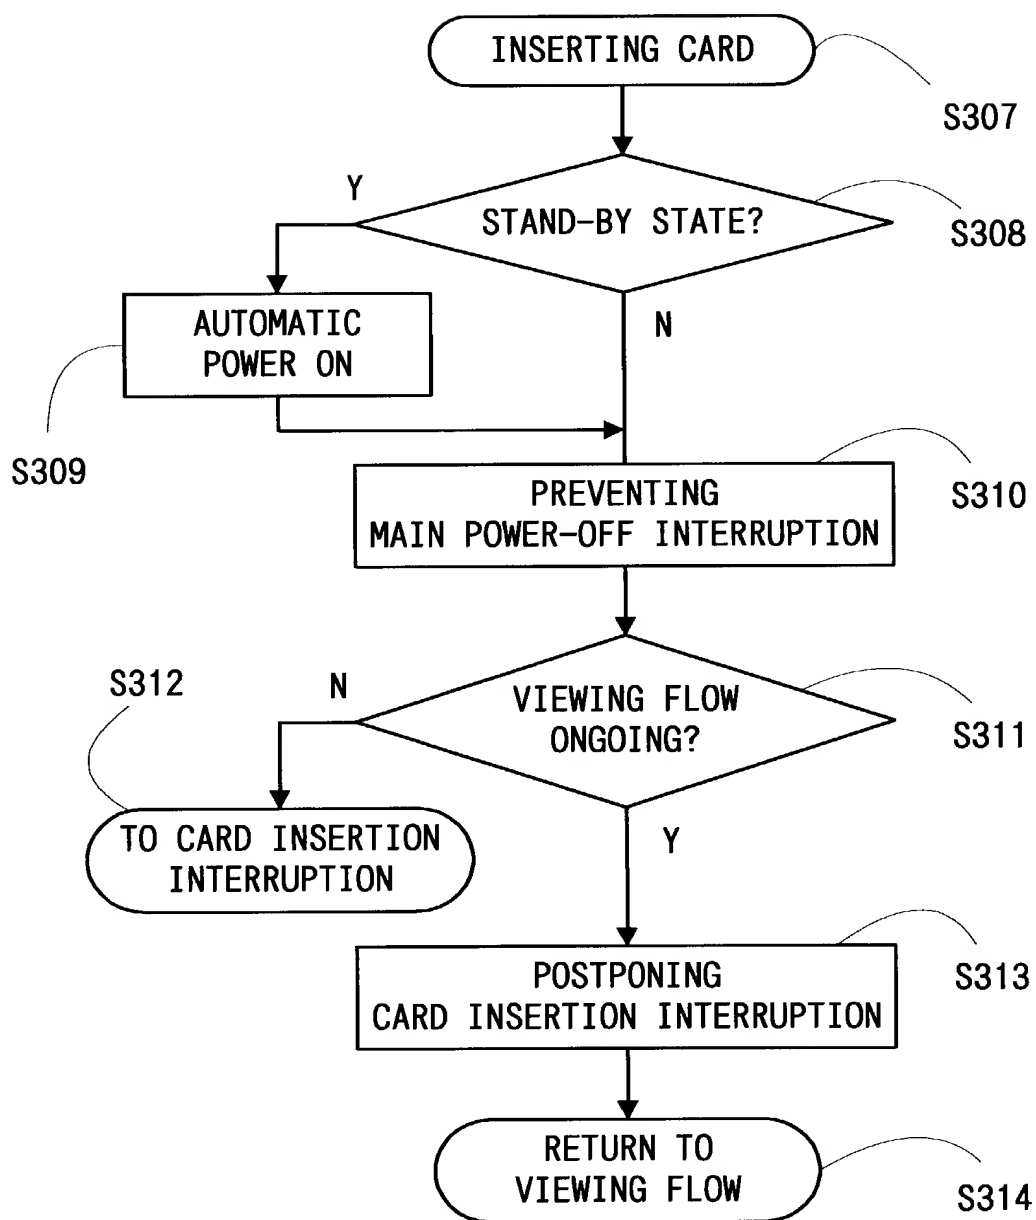 INSERTING CARD
S307
Y
STAND-BY STATE?
S308
AUTOMATIC
POWER ON
N
S309
PREVENTING
MAIN POWER-OFF INTERRUPTION
S310
S312
N
VIEWING FLOW
ONGOING?
S311
TO CARD INSERTION
INTERRUPTION
Y
POSTPONING
CARD INSERTION INTERRUPTION
S313
RETURN TO
VIEWING FLOW
S314